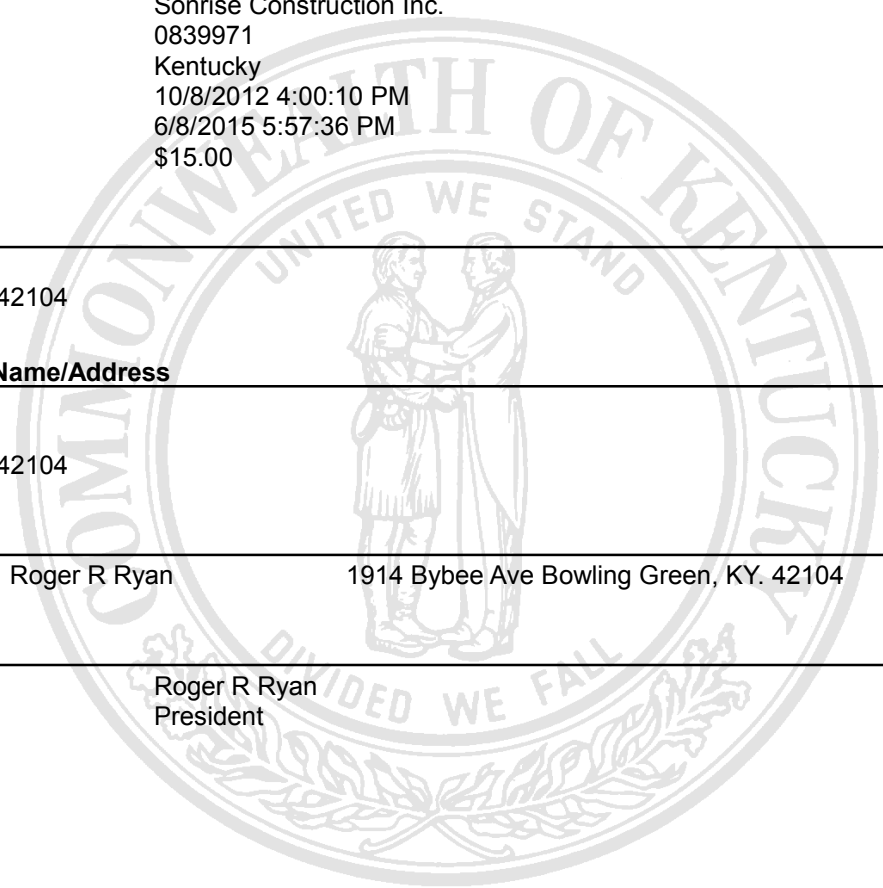 Sonrise Construction Inc.
0839971
Kentucky
10/8/2012 4:00:10 PM
6/8/2015 5:57:36 PM
$15.00
42104
Name/Address
42104
Roger R Ryan 1914 Bybee Ave Bowling Green, KY. 42104
Roger R Ryan
President
COMMONWEALTH OF KENTUCKY
UNITED WE STAND
DIVIDED WE FALL